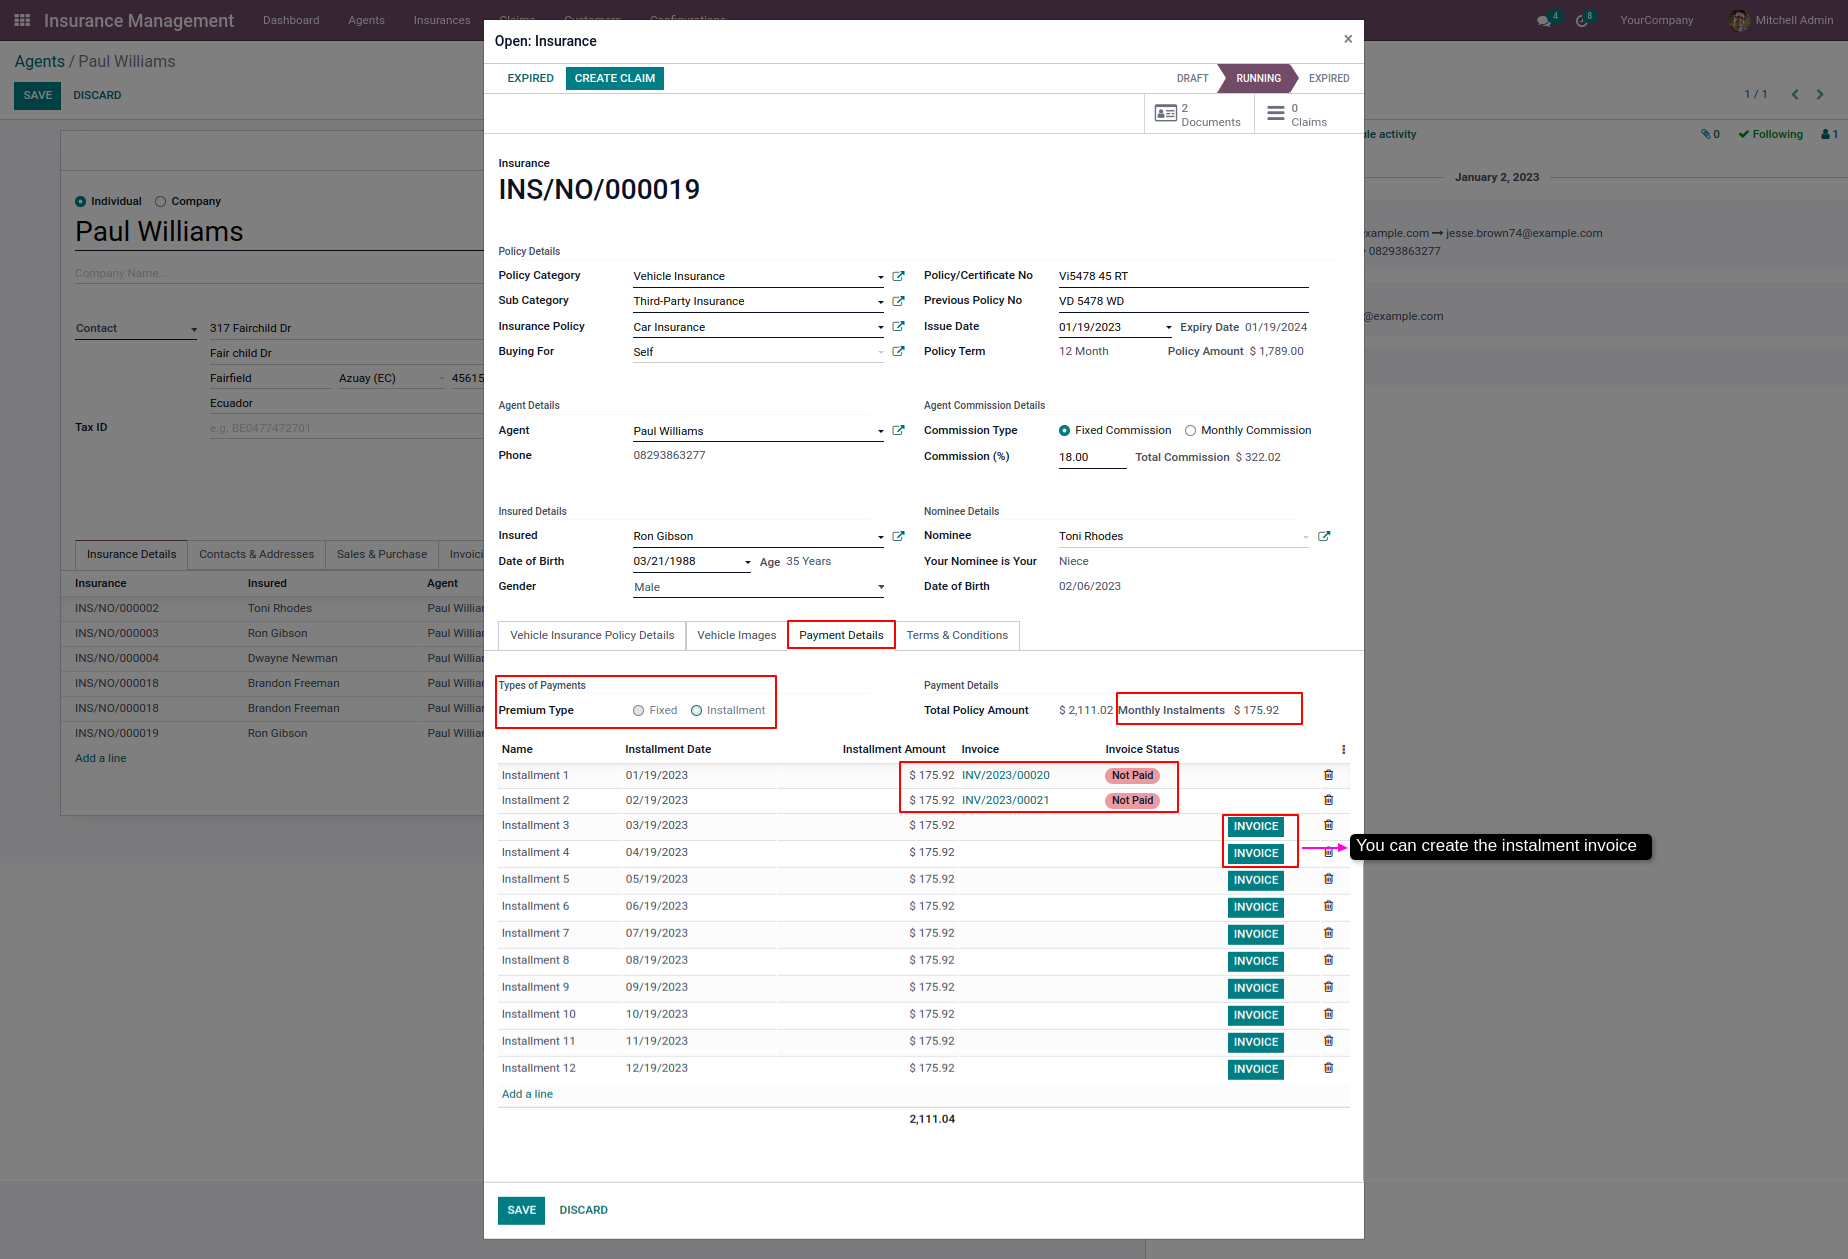 Insurance Management Dashboard Agents Insurances Claims Customers Configurations 4 8 YourCompany Mitchell Admin
Agents / Paul Williams
SAVE DISCARD
1 / 1
Individual Company
Paul Williams
Company Name...
Contact 317 Fairchild Dr
Fair child Dr
Fairfield Azuay (EC) 45615
Ecuador
Tax ID e.g. BE0477472701
Insurance Details Contacts & Addresses Sales & Purchase Invoici
Insurance Insured Agent
INS/NO/000002 Toni Rhodes Paul Williar
INS/NO/000003 Ron Gibson Paul Williar
INS/NO/000004 Dwayne Newman Paul Williar
INS/NO/000018 Brandon Freeman Paul Williar
INS/NO/000018 Brandon Freeman Paul Williar
INS/NO/000019 Ron Gibson Paul Williar
Add a line
Open: Insurance ×
EXPIRED CREATE CLAIM DRAFT RUNNING EXPIRED
2 Documents 0 Claims
Insurance
INS/NO/000019
Policy Details
Policy Category Vehicle Insurance Policy/Certificate No Vi5478 45 RT
Sub Category Third-Party Insurance Previous Policy No VD 5478 WD
Insurance Policy Car Insurance Issue Date 01/19/2023 Expiry Date 01/19/2024
Buying For Self Policy Term 12 Month Policy Amount $ 1,789.00
Agent Details Agent Commission Details
Agent Paul Williams Commission Type Fixed Commission Monthly Commission
Phone 08293863277 Commission (%) 18.00 Total Commission $ 322.02
Insured Details Nominee Details
Insured Ron Gibson Nominee Toni Rhodes
Date of Birth 03/21/1988 Age 35 Years Your Nominee is Your Niece
Gender Male Date of Birth 02/06/2023
Vehicle Insurance Policy Details Vehicle Images Payment Details Terms & Conditions
Types of Payments Payment Details
Premium Type Fixed Installment Total Policy Amount $ 2,111.02 Monthly Instalments $ 175.92
Name Installment Date Installment Amount Invoice Invoice Status
Installment 1 01/19/2023 $ 175.92 INV/2023/00020 Not Paid
Installment 2 02/19/2023 $ 175.92 INV/2023/00021 Not Paid
Installment 3 03/19/2023 $ 175.92 INVOICE
Installment 4 04/19/2023 $ 175.92 INVOICE
Installment 5 05/19/2023 $ 175.92 INVOICE
Installment 6 06/19/2023 $ 175.92 INVOICE
Installment 7 07/19/2023 $ 175.92 INVOICE
Installment 8 08/19/2023 $ 175.92 INVOICE
Installment 9 09/19/2023 $ 175.92 INVOICE
Installment 10 10/19/2023 $ 175.92 INVOICE
Installment 11 11/19/2023 $ 175.92 INVOICE
Installment 12 12/19/2023 $ 175.92 INVOICE
Add a line
2,111.04
SAVE DISCARD
You can create the instalment invoice
le activity 0 Following 1
January 2, 2023
xample.com → jesse.brown74@example.com
08293863277
@example.com